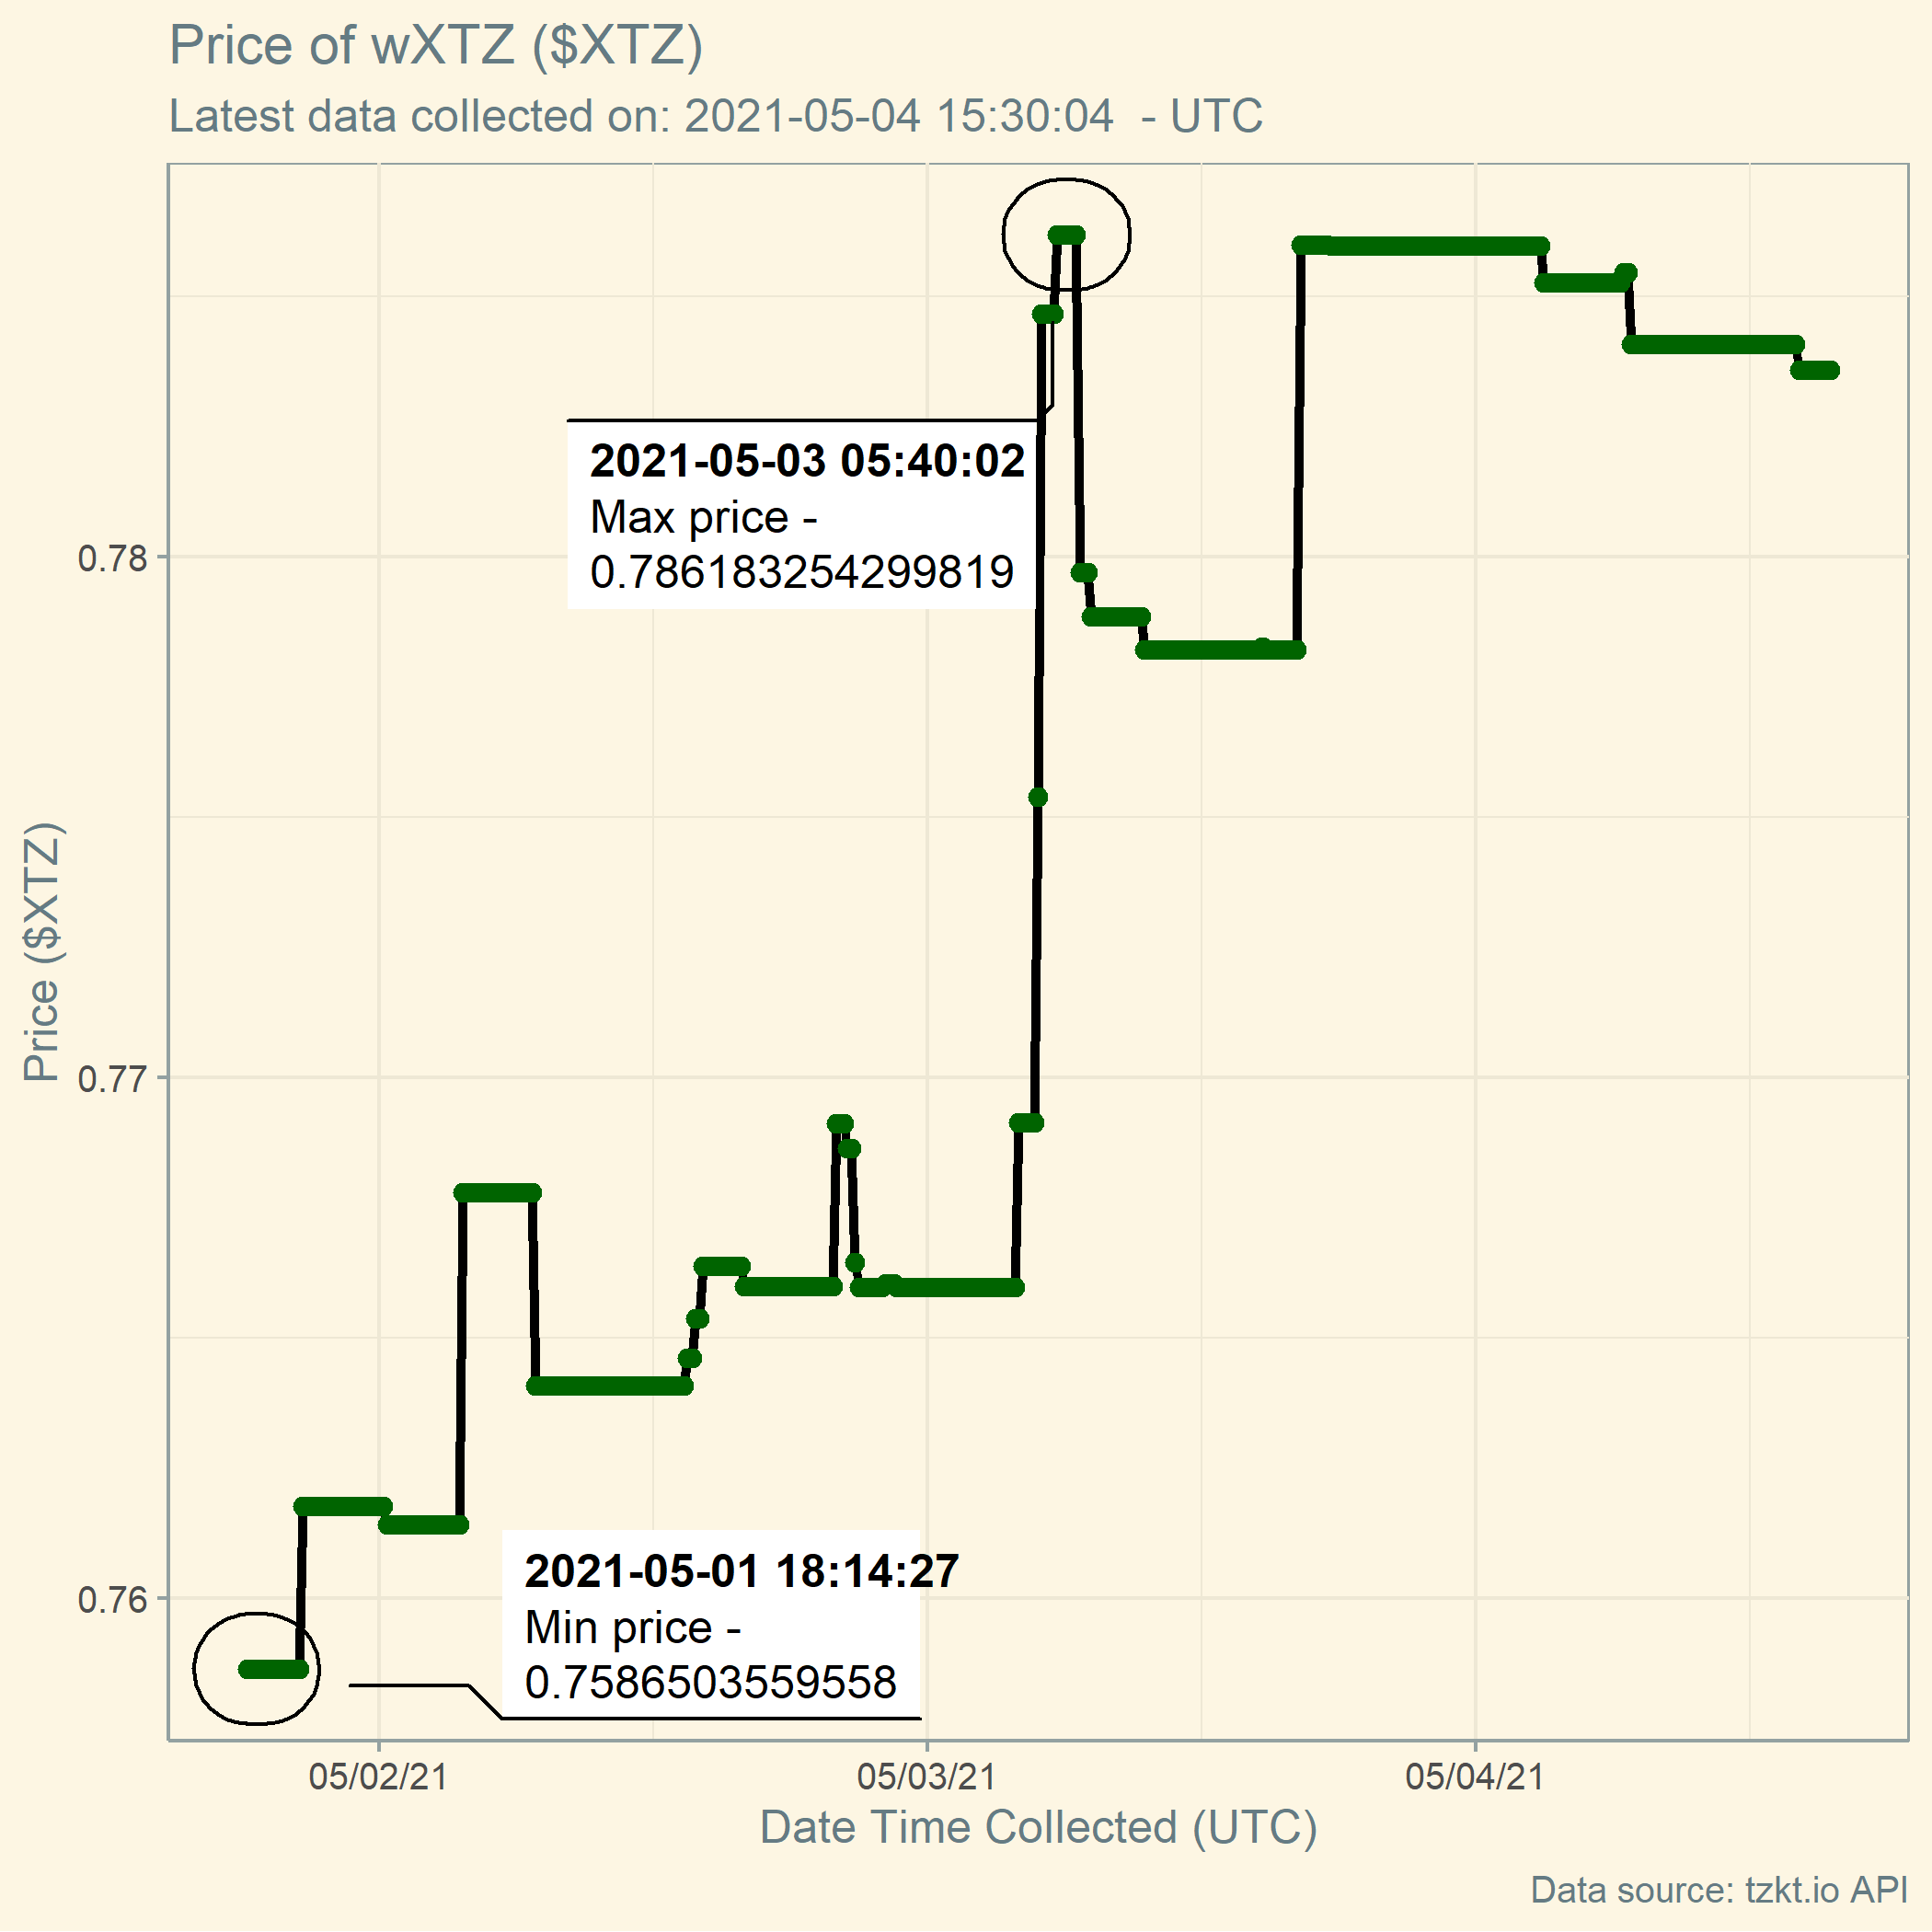 Price of wXTZ ($XTZ)
Latest data collected on: 2021-05-04 15:30:04  - UTC
2021-05-03 05:40:02
Max price -
0.786183254299819
0.78
Price ($XTZ)
0.77
2021-05-01 18:14:27
Min price -
0.7586503559558
0.76
05/02/21
05/03/21
05/04/21
Date Time Collected (UTC)
Data source: tzkt.io API